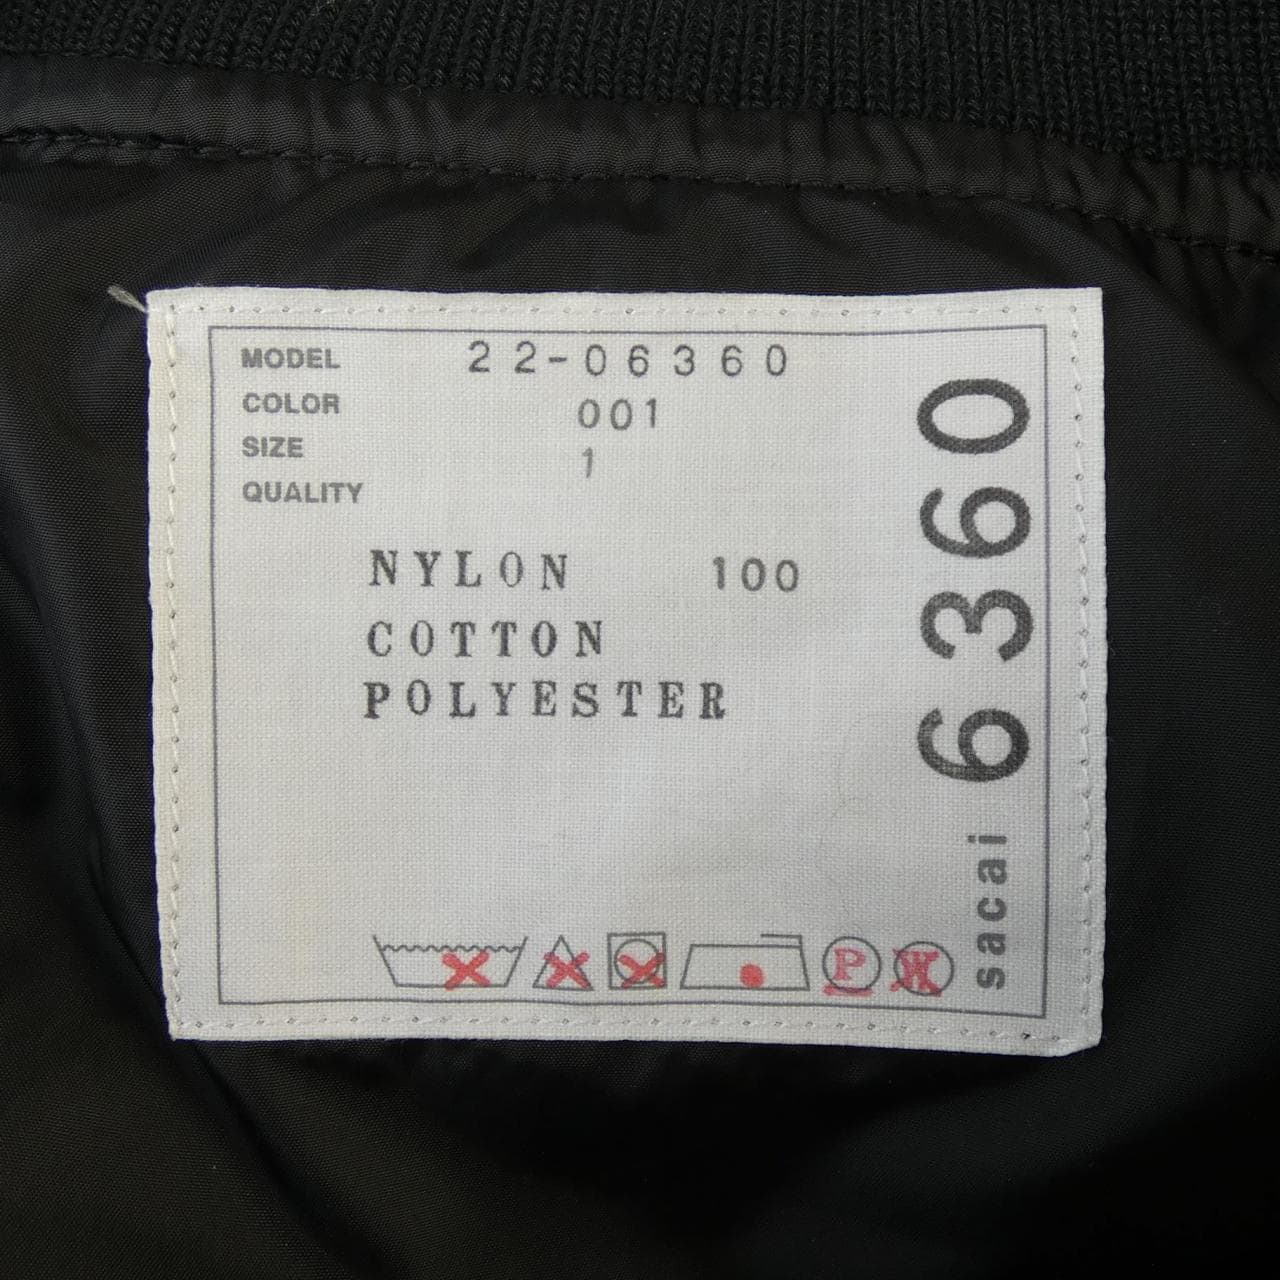 MODEL 22-06360
COLOR 001
SIZE 1
QUALITY
NYLON 100
COTTON
POLYESTER
P W
sacai 6360